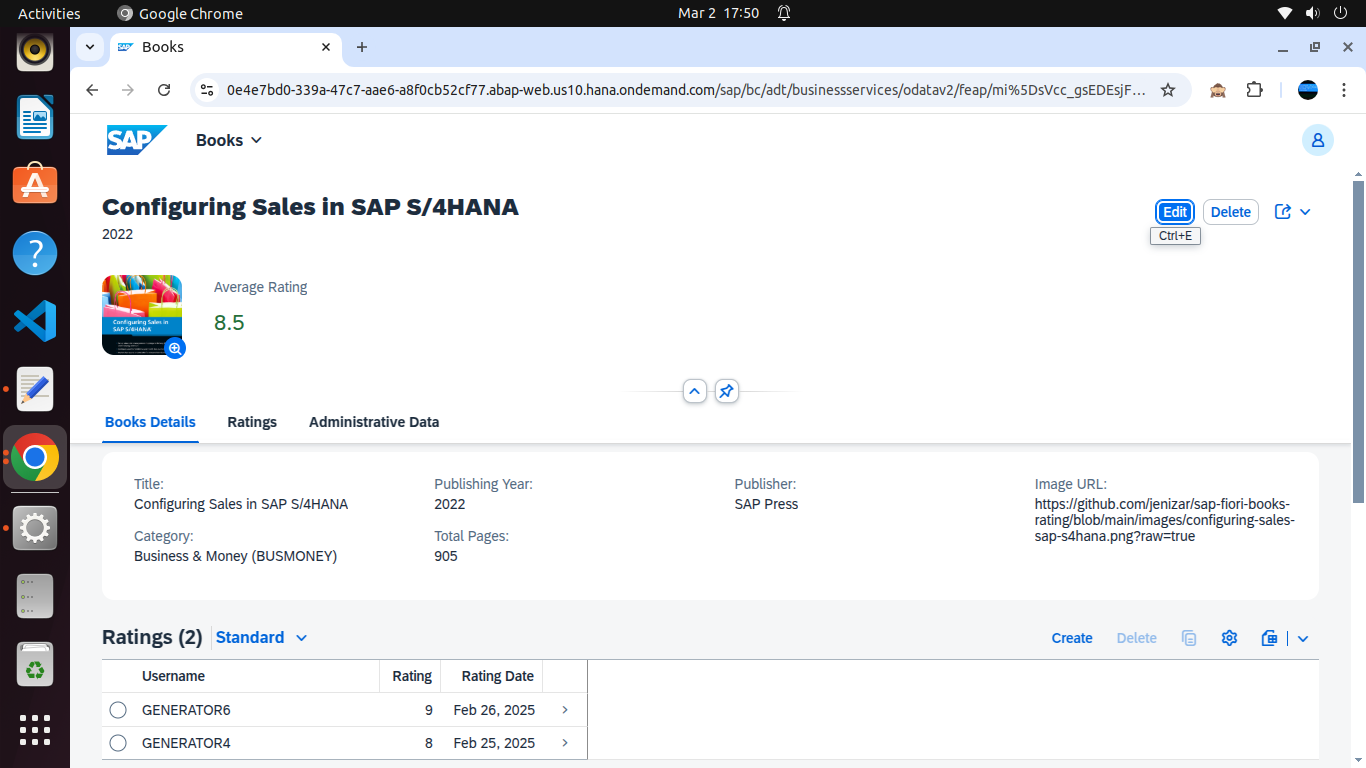 Activities
Google Chrome
Mar 2 17:50
Books
0e4e7bd0-339a-47c7-aae6-a8f0cb52cf77.abap-web.us10.hana.ondemand.com/sap/bc/adt/businessservices/odatav2/feap/mi%5DsVcc_gsEDEsjF…
SAP
Books
Configuring Sales in SAP S/4HANA
2022
Edit
Delete
Ctrl+E
Configuring Sales in
SAP S/4HANA
Average Rating
8.5
Books Details
Ratings
Administrative Data
Title:
Configuring Sales in SAP S/4HANA
Publishing Year:
2022
Publisher:
SAP Press
Image URL:
https://github.com/jenizar/sap-fiori-books-
rating/blob/main/images/configuring-sales-
sap-s4hana.png?raw=true
Category:
Business & Money (BUSMONEY)
Total Pages:
905
Ratings (2)
Standard
Create
Delete
Username
Rating
Rating Date
GENERATOR6
9
Feb 26, 2025
GENERATOR4
8
Feb 25, 2025